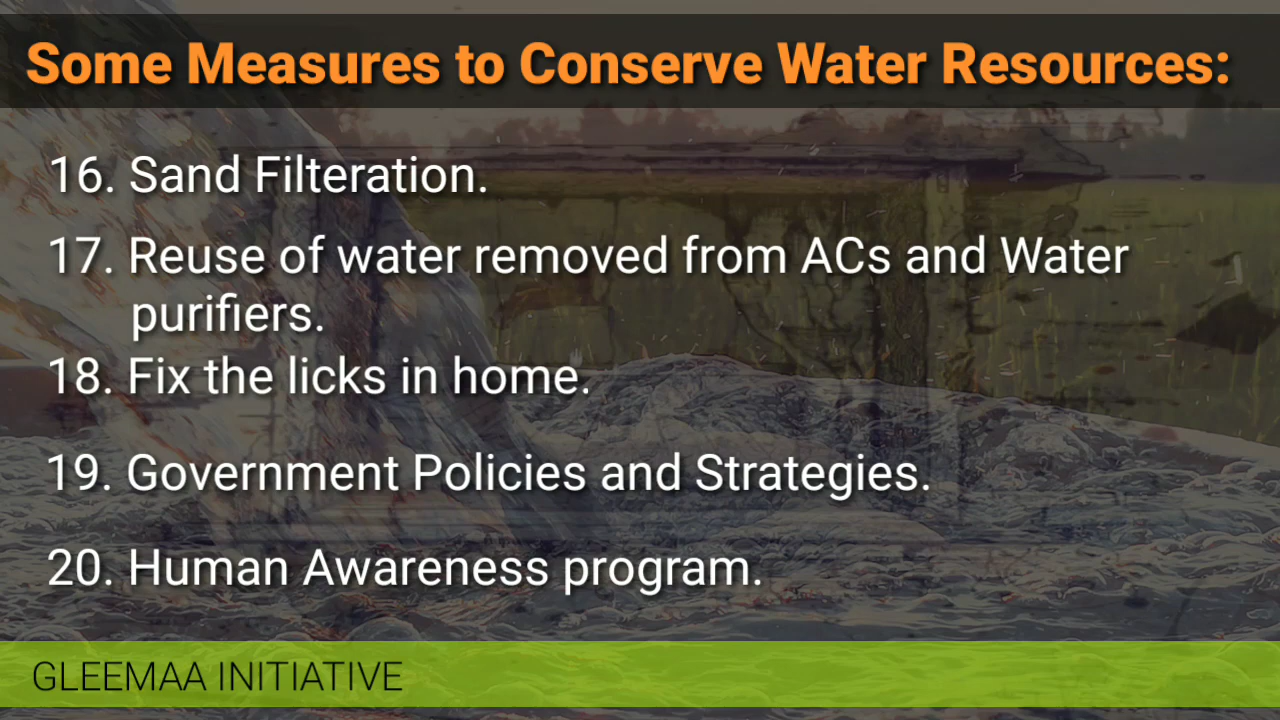 Some Measures to Conserve Water Resources:
16. Sand Filteration.
17. Reuse of water removed from ACs and Water
purifiers.
18. Fix the licks in home.
19. Government Policies and Strategies.
20. Human Awareness program.
GLEEMAA INITIATIVE